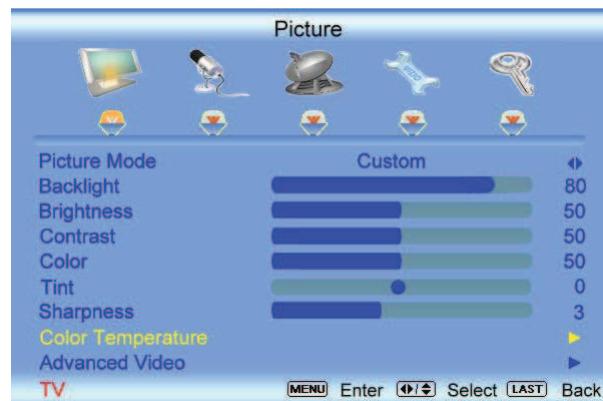 Picture
Picture Mode Custom
Backlight 80
Brightness 50
Contrast 50
Color 50
Tint 0
Sharpness 3
Color Temperature
Advanced Video
TV MENU Enter Select LAST Back